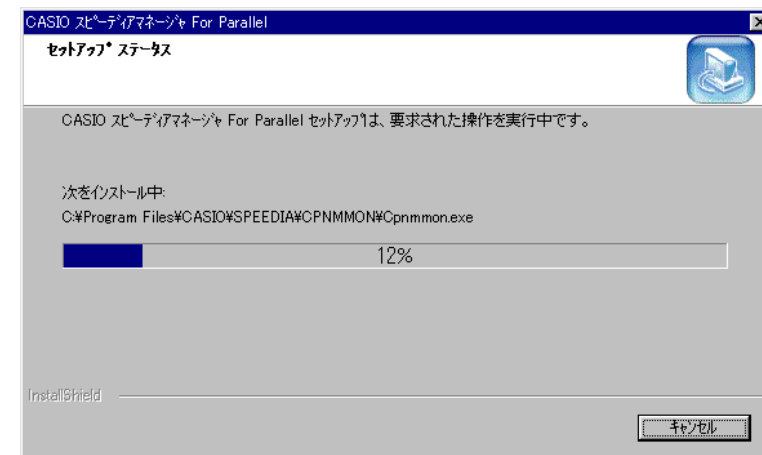 CASIO スピーディアマネージャ For Parallel
セットアップ ステータス
CASIO スピーディアマネージャ For Parallel セットアップは、要求された操作を実行中です。
次をインストール中:
C:¥Program Files¥CASIO¥SPEEDIA¥CPNMMON¥Cpnmmon.exe
12%
InstallShield
キャンセル